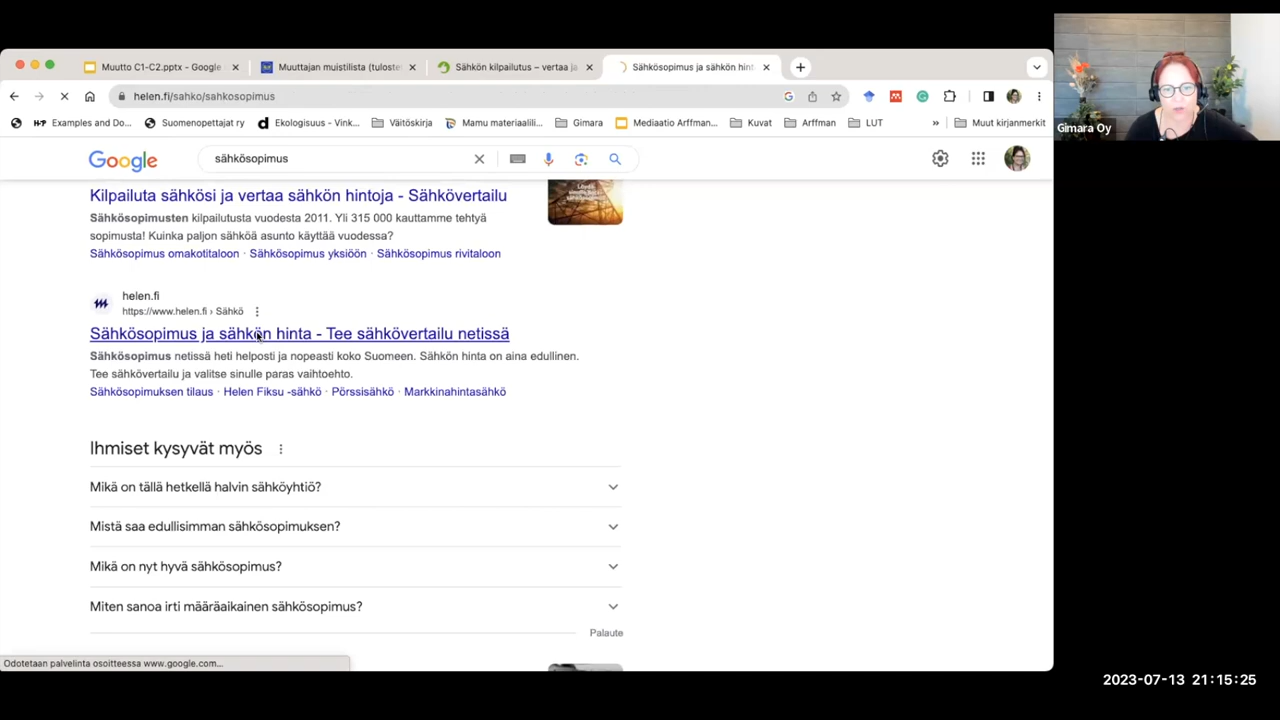 Muutto C1-C2.pptx - Google
Muuttajan muistilista (tuloste
Sähkön kilpailutus – vertaa ja
Sähkösopimus ja sähkön hint
helen.fi/sahko/sahkosopimus
Examples and Do...
Suomenopettajat ry
Ekologisuus - Vink...
Väitöskirja
Mamu materiaalili...
Gimara
Mediaatio Arffman...
Kuvat
Arffman
LUT
»
Muut kirjanmerkit
Google
sähkösopimus
Kilpailuta sähkösi ja vertaa sähkön hintoja - Sähkövertailu
Sähkösopimusten kilpailutusta vuodesta 2011. Yli 315 000 kauttamme tehtyä
sopimusta! Kuinka paljon sähköä asunto käyttää vuodessa?
Sähkösopimus omakotitaloon · Sähkösopimus yksiöön · Sähkösopimus rivitaloon
helen.fi
https://www.helen.fi › Sähkö
Sähkösopimus ja sähkön hinta - Tee sähkövertailu netissä
Sähkösopimus netissä heti helposti ja nopeasti koko Suomeen. Sähkön hinta on aina edullinen.
Tee sähkövertailu ja valitse sinulle paras vaihtoehto.
Sähkösopimuksen tilaus · Helen Fiksu -sähkö · Pörssisähkö · Markkinahintasähkö
Ihmiset kysyvät myös
Mikä on tällä hetkellä halvin sähköyhtiö?
Mistä saa edullisimman sähkösopimuksen?
Mikä on nyt hyvä sähkösopimus?
Miten sanoa irti määräaikainen sähkösopimus?
Palaute
Odotetaan palvelinta osoitteessa www.google.com...
Gimara Oy
2023-07-13 21:15:25